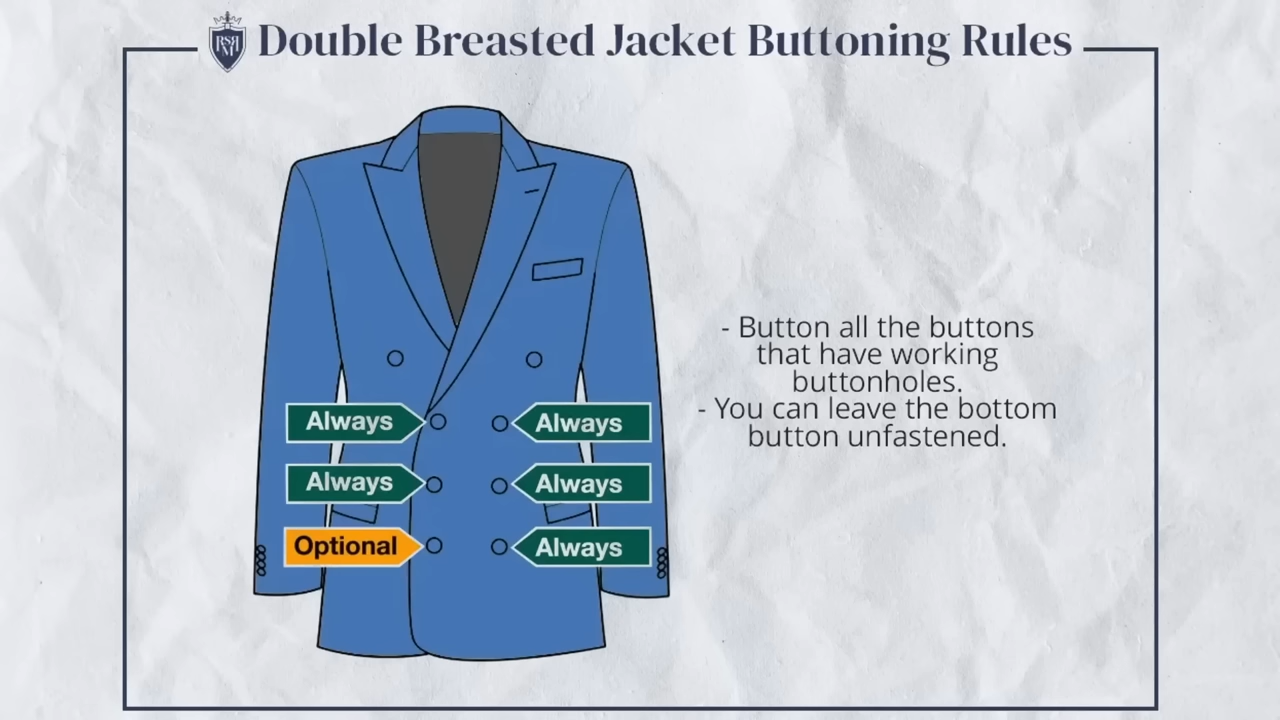 Double Breasted Jacket Buttoning Rules
- Button all the buttons
that have working
buttonholes.
- You can leave the bottom
button unfastened.
Always Always
Always Always
Optional Always